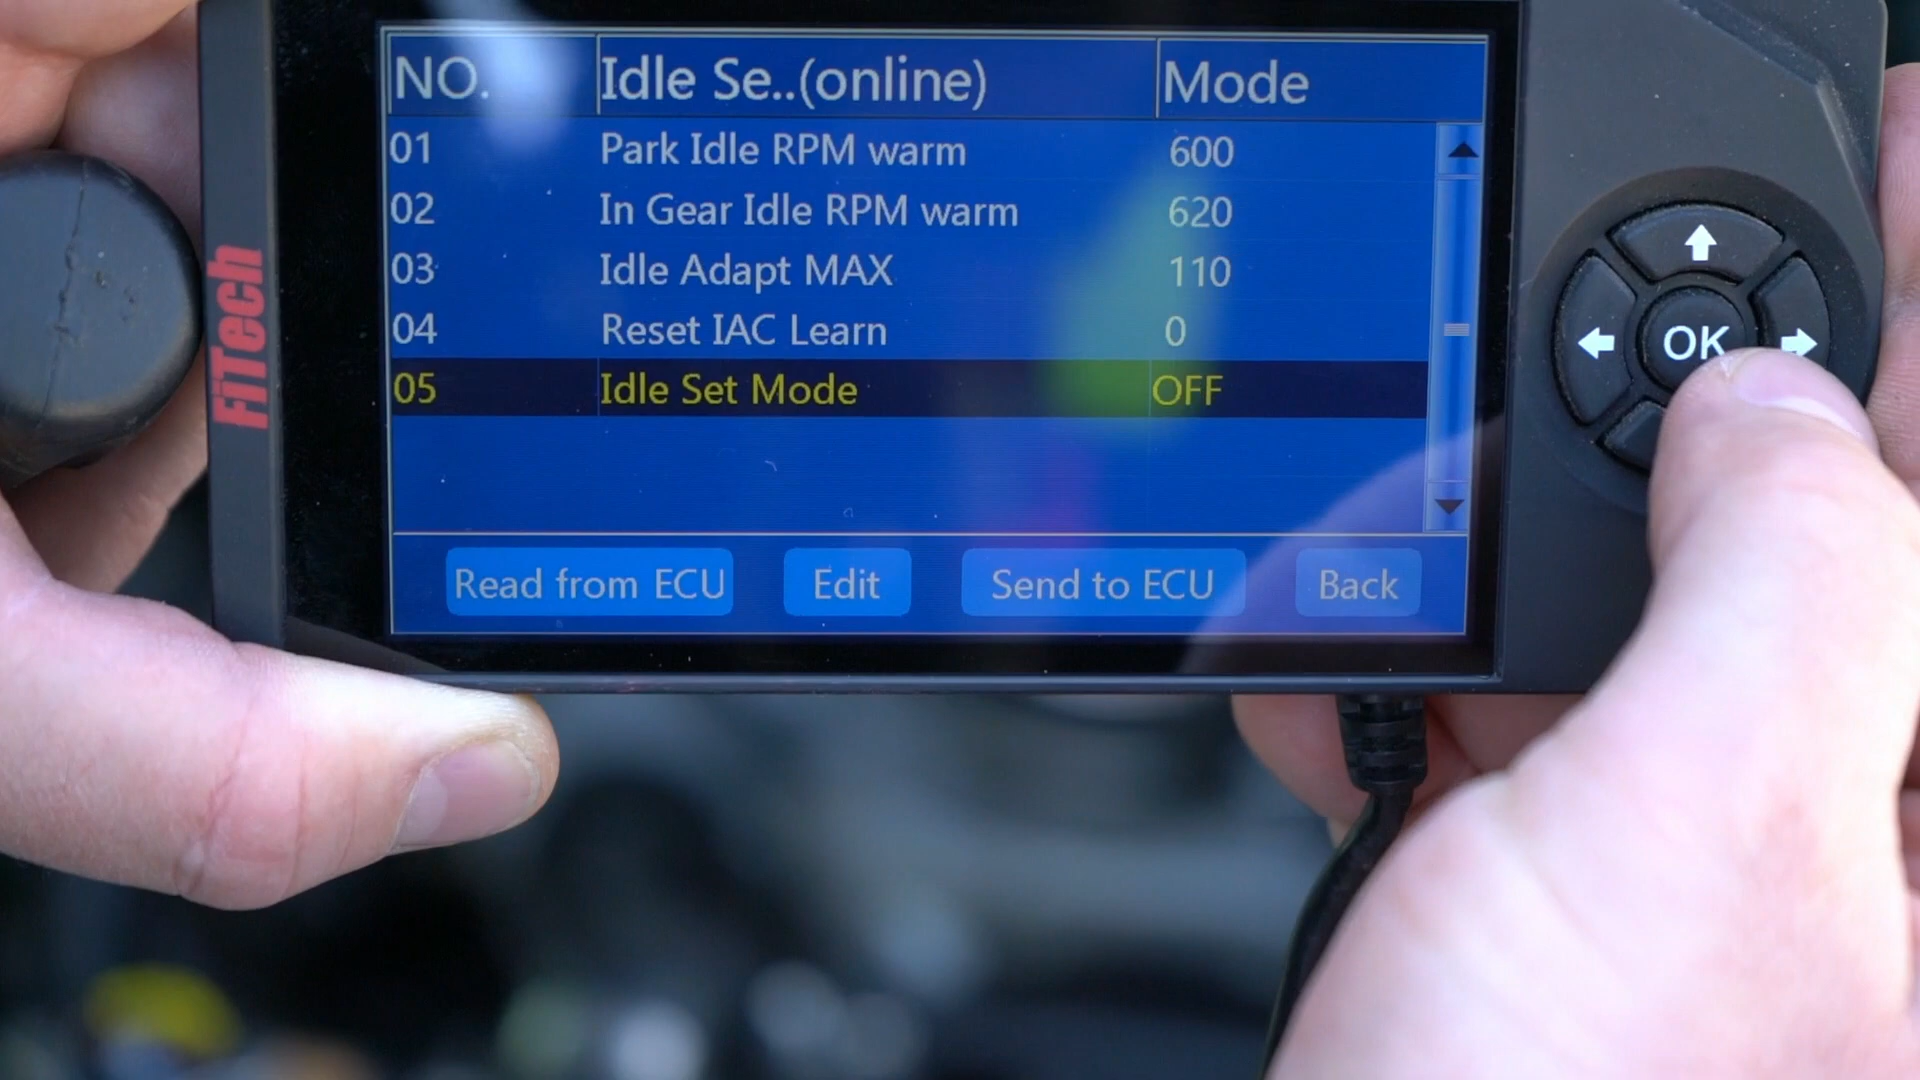 NO. Idle Se..(online) Mode
01 Park Idle RPM warm 600
02 In Gear Idle RPM warm 620
03 Idle Adapt MAX 110
04 Reset IAC Learn 0
05 Idle Set Mode OFF
Read from ECU Edit Send to ECU Back
FiTech
OK